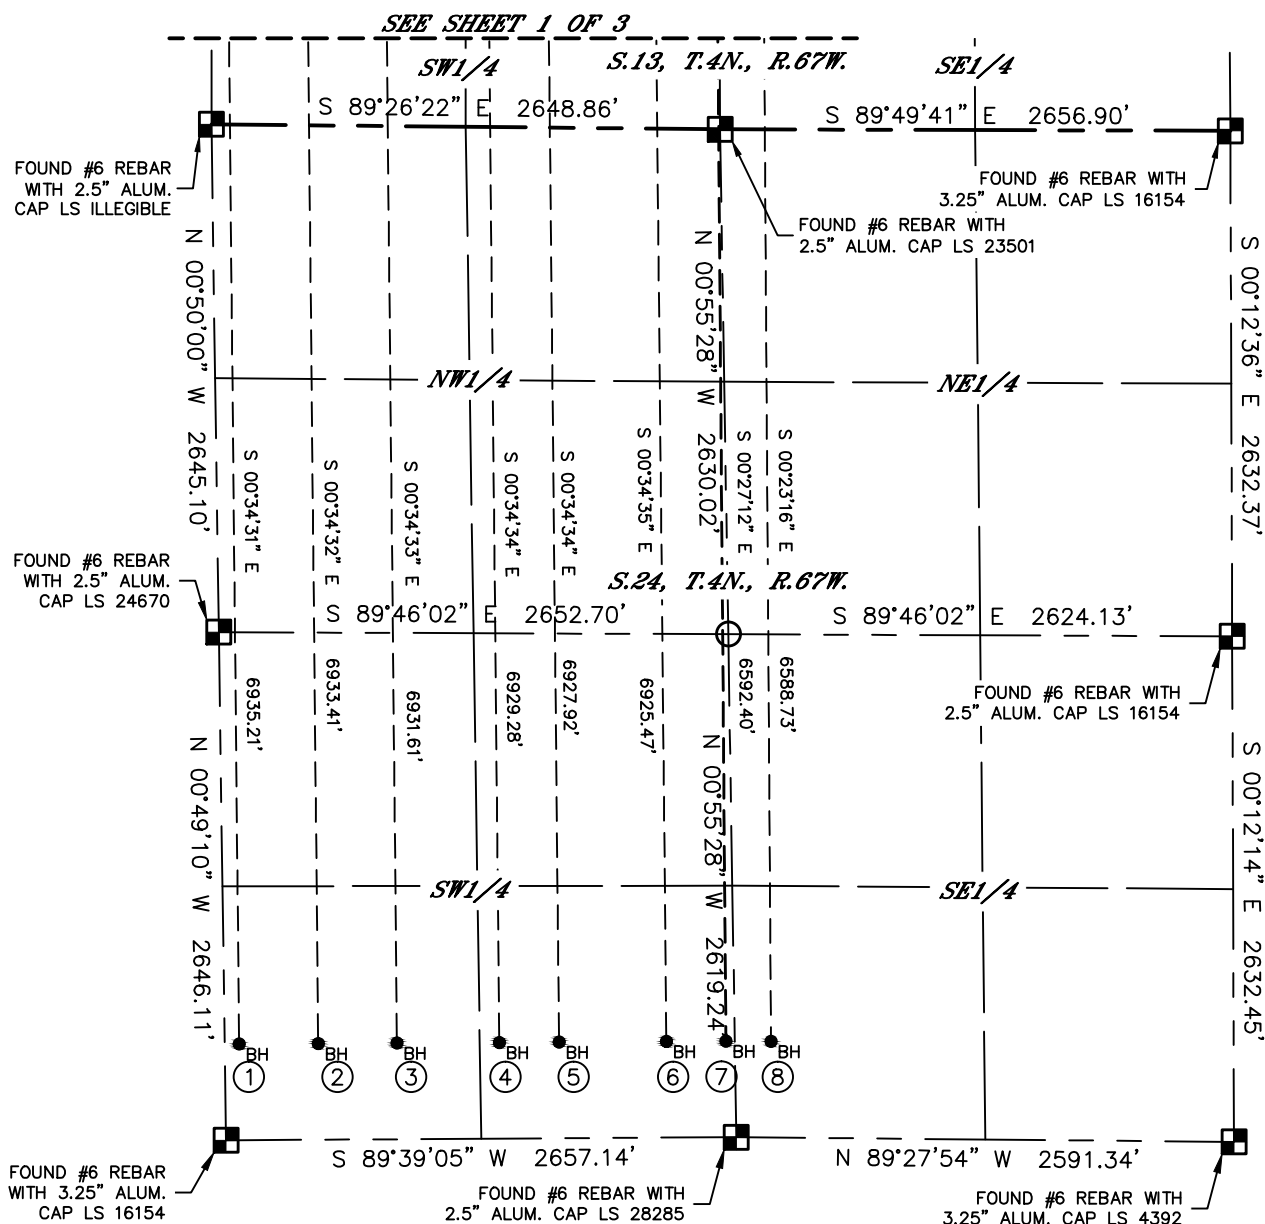 SEE SHEET 1 OF 3
SW1/4
S.13, T.4N., R.67W.
SE1/4
S 89°26'22" E 2648.86'
S 89°49'41" E 2656.90'
FOUND #6 REBAR
WITH 2.5" ALUM.
CAP LS ILLEGIBLE
FOUND #6 REBAR WITH
3.25" ALUM. CAP LS 16154
FOUND #6 REBAR WITH
2.5" ALUM. CAP LS 23501
N 00°50'00" W 2645.10'
N 00°55'28" W 2630.02'
S 00°12'36" E 2632.37'
NW1/4
NE1/4
S 00°34'31" E
S 00°34'32" E
S 00°34'33" E
S 00°34'34" E
S 00°34'34" E
S 00°34'35" E
S 00°27'12" E
S 00°23'16" E
FOUND #6 REBAR
WITH 2.5" ALUM.
CAP LS 24670
S.24, T.4N., R.67W.
S 89°46'02" E 2652.70'
S 89°46'02" E 2624.13'
6935.21'
6933.41'
6931.61'
6929.28'
6927.92'
6925.47'
6592.40'
6588.73'
FOUND #6 REBAR WITH
2.5" ALUM. CAP LS 16154
N 00°49'10" W 2646.11'
N 00°55'28" W 2619.24'
S 00°12'14" E 2632.45'
SW1/4
SE1/4
BH
BH
BH
BH
BH
BH
BH
BH
1
2
3
4
5
6
7
8
S 89°39'05" W 2657.14'
N 89°27'54" W 2591.34'
FOUND #6 REBAR
WITH 3.25" ALUM.
CAP LS 16154
FOUND #6 REBAR WITH
2.5" ALUM. CAP LS 28285
FOUND #6 REBAR WITH
3.25" ALUM. CAP LS 4392